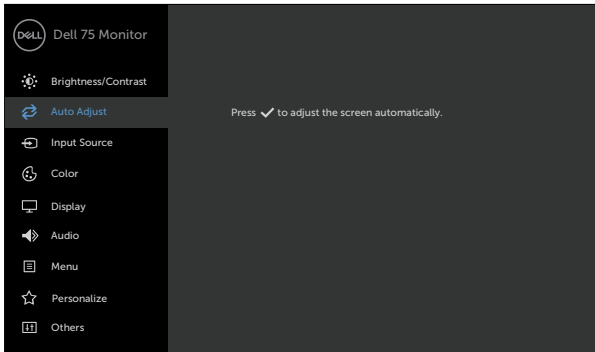 DELL Dell 75 Monitor
Brightness/Contrast
Auto Adjust
Press ✓ to adjust the screen automatically.
Input Source
Color
Display
Audio
Menu
Personalize
Others